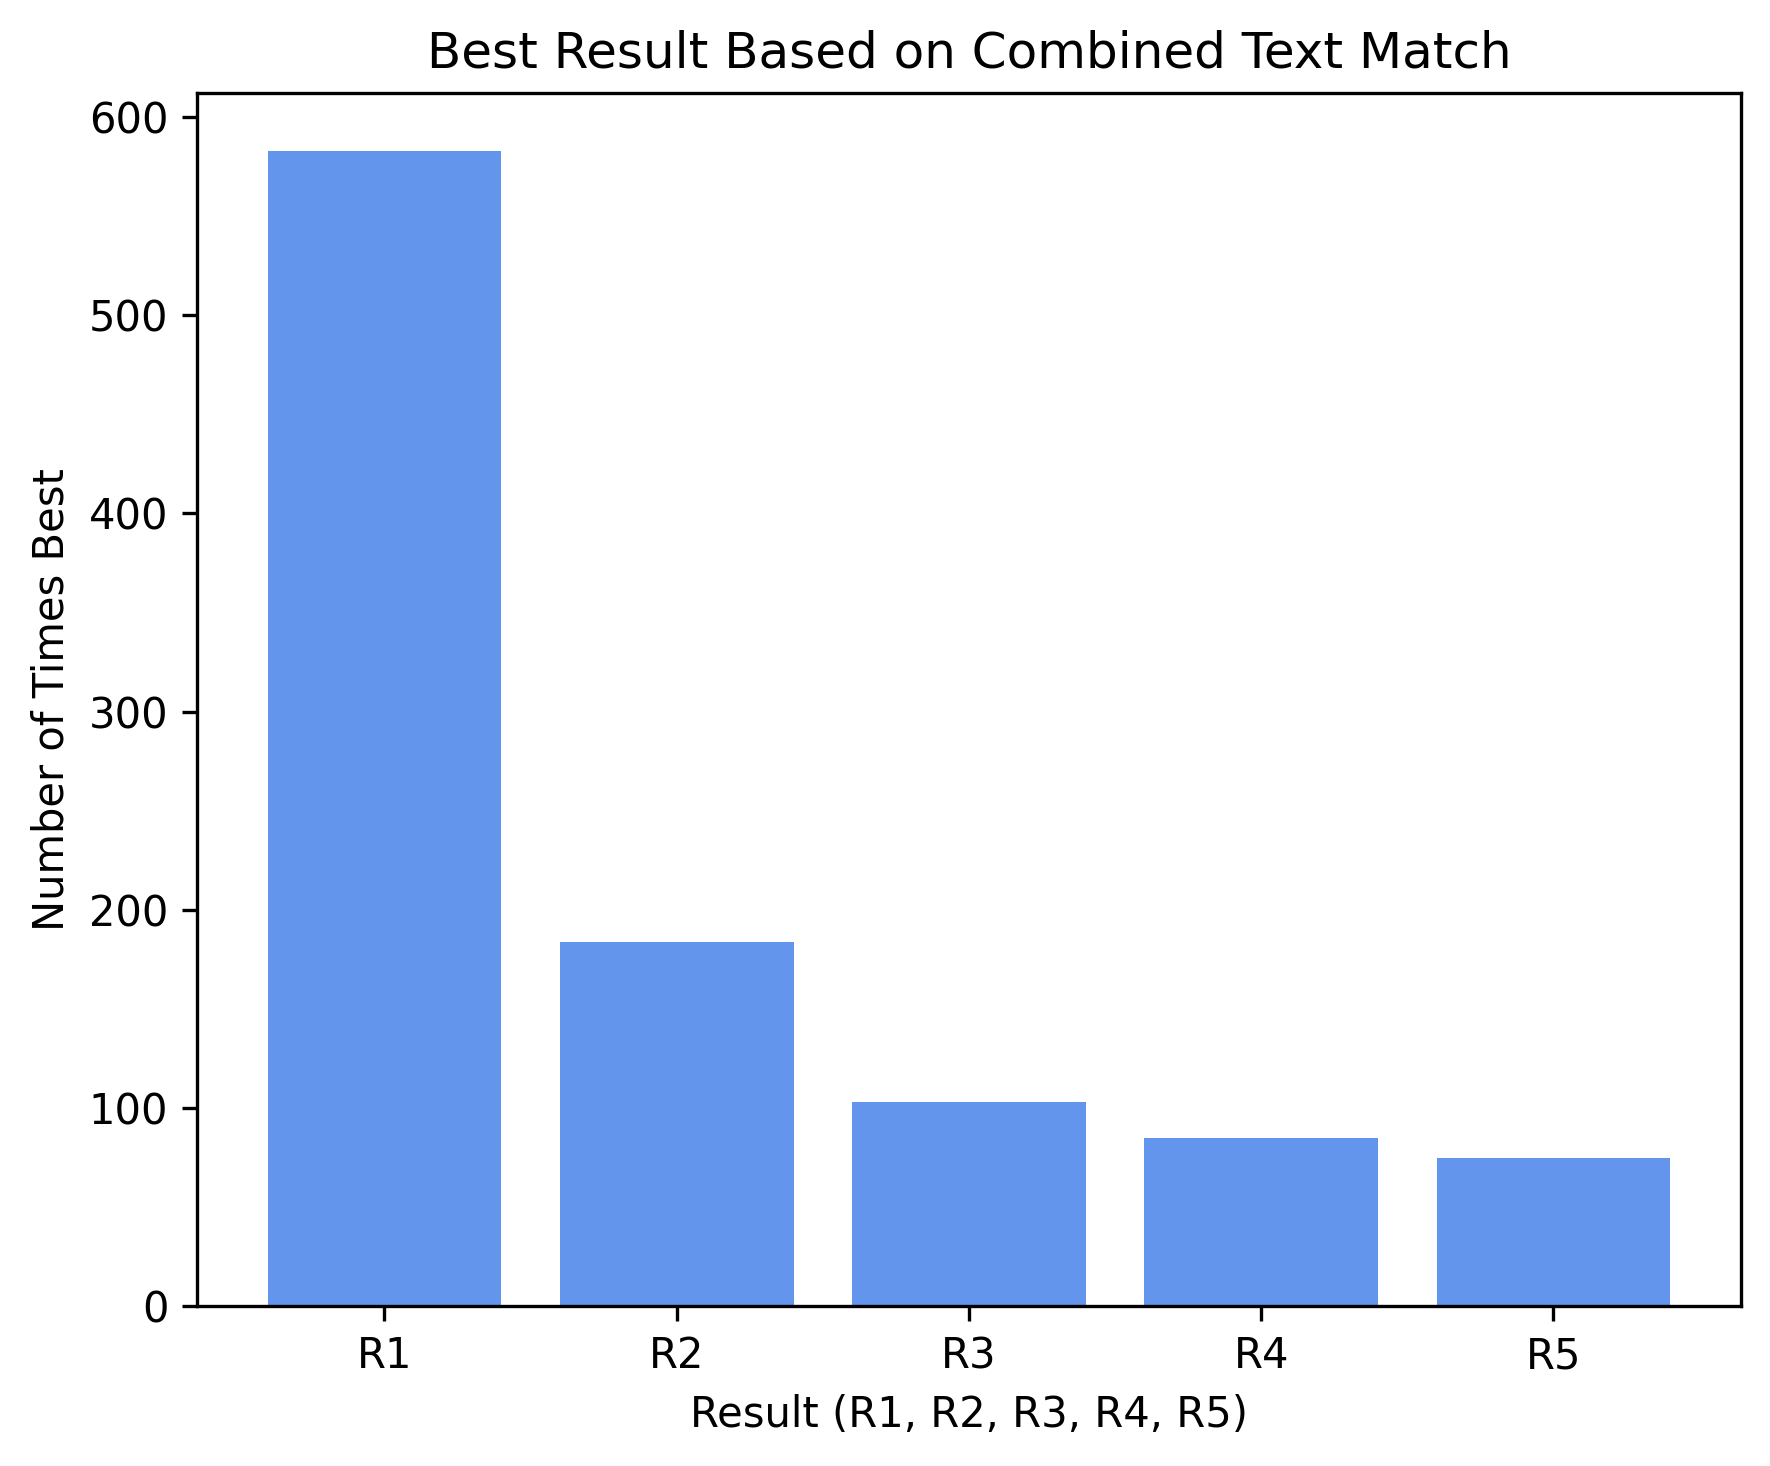 Best Result Based on Combined Text Match
Number of Times Best
600
500
400
300
200
100
0
R1 R2 R3 R4 R5
Result (R1, R2, R3, R4, R5)